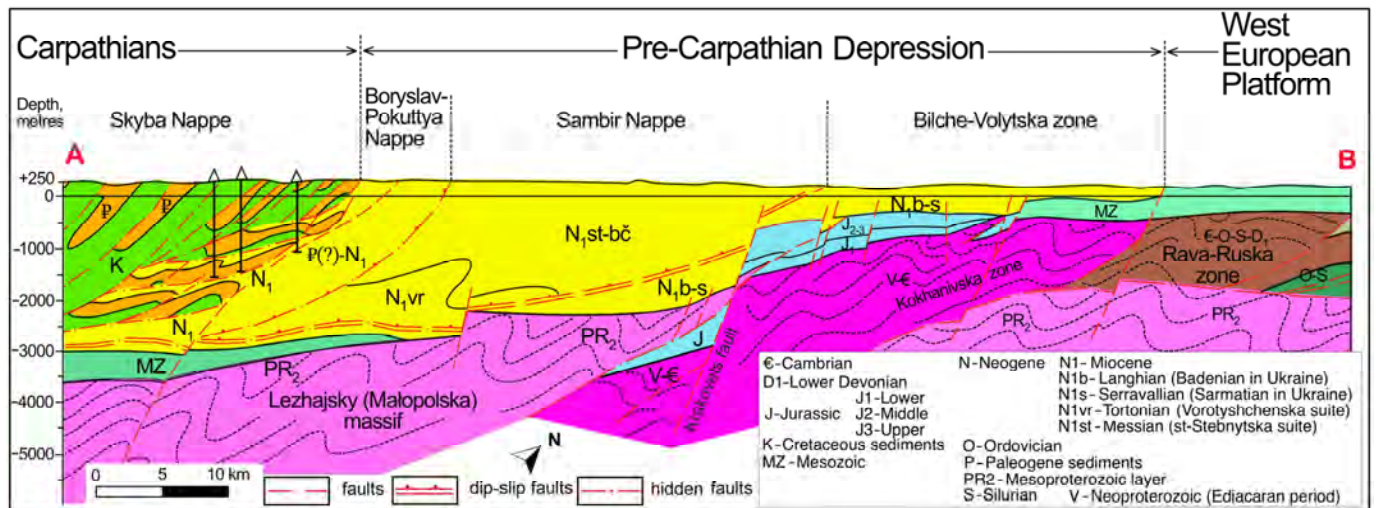 Carpathians
Pre-Carpathian Depression
West
European
Platform
Depth,
metres
Skyba Nappe
Boryslav-
Pokuttya
Nappe
Sambir Nappe
Bilche-Volytska zone
A
B
+250
0
-1000
-2000
-3000
-4000
-5000
₽
₽
K
₽(?)-N₁
N₁
N₁
MZ
PR₂
N₁vr
N₁st-bč
N₁b-s
N₁b-s
J₂₋₃
J₁
J
V-Є
V-Є
PR₂
PR₂
PR₂
MZ
Kokhanivska zone
Krakovets fault
Є-O-S-D₁
Rava-Ruska
zone
O-S
Lezhajsky (Małopolska)
massif
N
0 5 10 km
faults
dip-slip faults
hidden faults
Є-Cambrian
D1-Lower Devonian
J1-Lower
J-Jurassic J2-Middle
J3-Upper
K-Cretaceous sediments
MZ-Mesozoic
N-Neogene
N1-Miocene
N1b-Langhian (Badenian in Ukraine)
N1s-Serravallian (Sarmatian in Ukraine)
N1vr-Tortonian (Vorotyshchenska suite)
N1st-Messian (st-Stebnytska suite)
O-Ordovician
P-Paleogene sediments
PR2-Mesoproterozoic layer
S-Silurian V-Neoproterozoic (Ediacaran period)